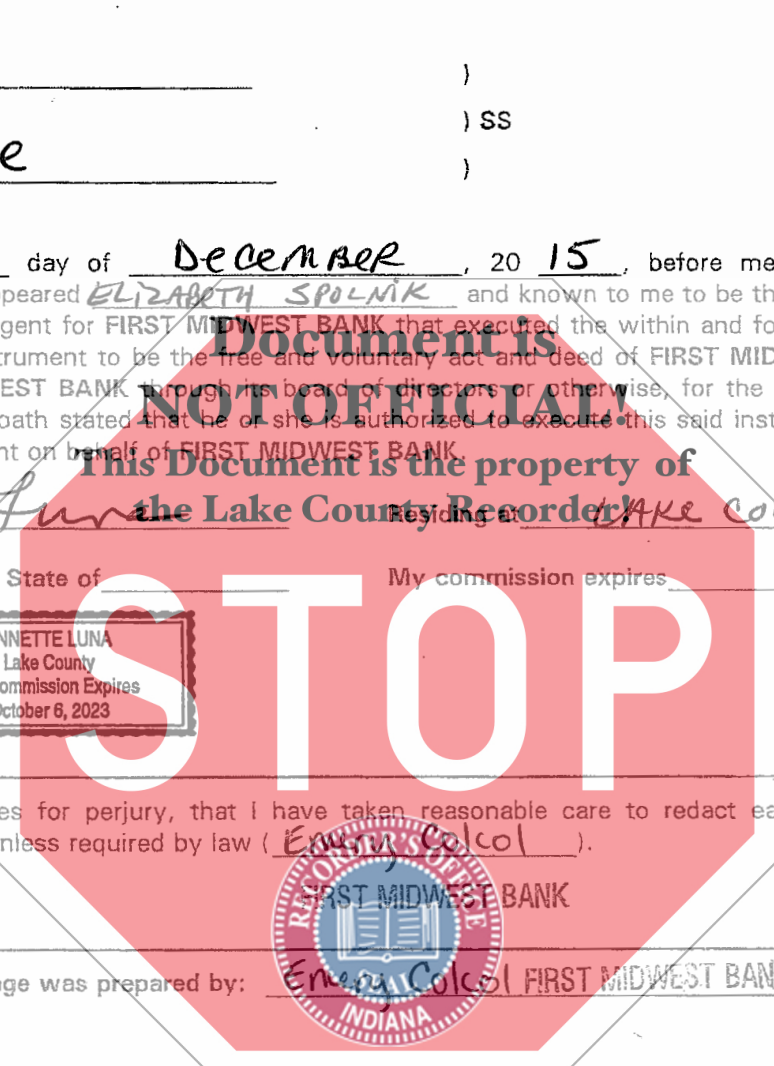 )
) SS
e )
day of DeCeMBeR, 20 15, before me
peared ELIZABETH SPOLNIK and known to me to be th
gent for FIRST MIDWEST BANK that executed the within and fo
Document is
trument to be the free and voluntary act and deed of FIRST MID
EST BANK through its board of directors or otherwise, for the
NOT OFFICIAL!
oath stated that he or she is authorized to execute this said inst
nt on behalf of FIRST MIDWEST BANK.
This Document is the property of
the Lake County Recorder!
Luna Residing at LAKE Co
State of My commission expires
STOP
NNETTE LUNA
Lake County
ommission Expires
ctober 6, 2023
es for perjury, that I have taken reasonable care to redact ea
nless required by law ( Emery Colcol ).
RECORDER'S OFFICE
FIRST MIDWEST BANK
ge was prepared by: Emery Colcol FIRST MIDWEST BAN
INDIANA